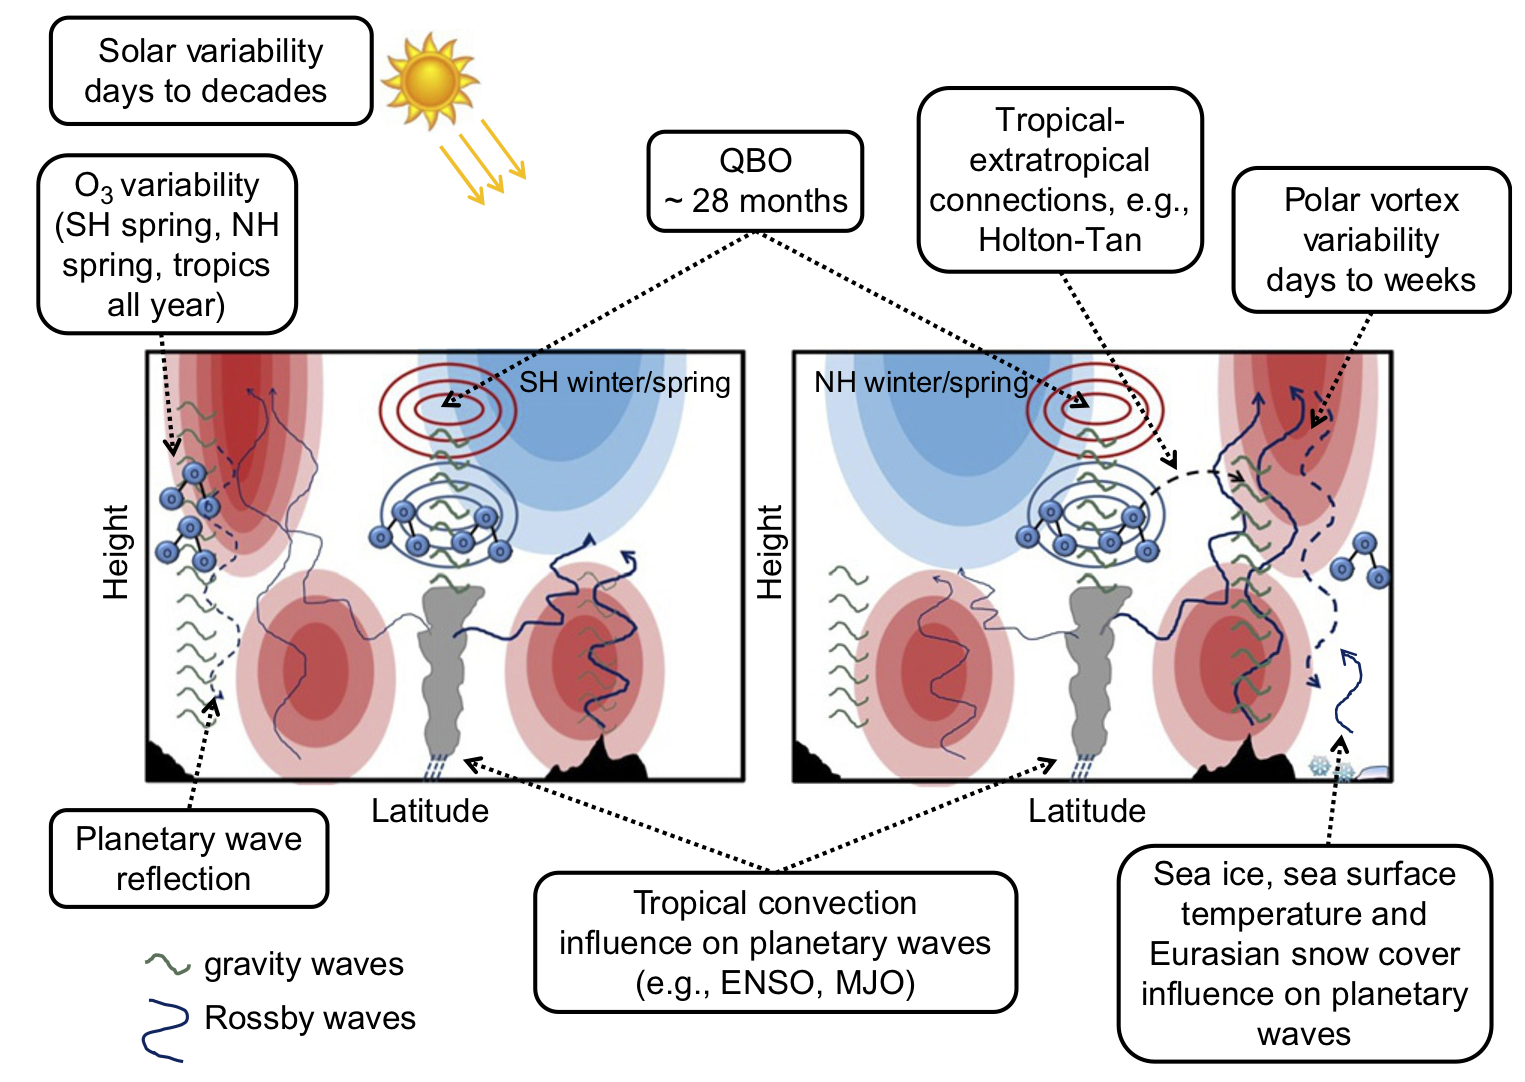 Solar variability
days to decades
O₃ variability
(SH spring, NH
spring, tropics
all year)
QBO
~ 28 months
Tropical-
extratropical
connections, e.g.,
Holton-Tan
Polar vortex
variability
days to weeks
SH winter/spring
NH winter/spring
Height
Height
Latitude
Latitude
Planetary wave
reflection
Tropical convection
influence on planetary waves
(e.g., ENSO, MJO)
Sea ice, sea surface
temperature and
Eurasian snow cover
influence on planetary
waves
gravity waves
Rossby waves